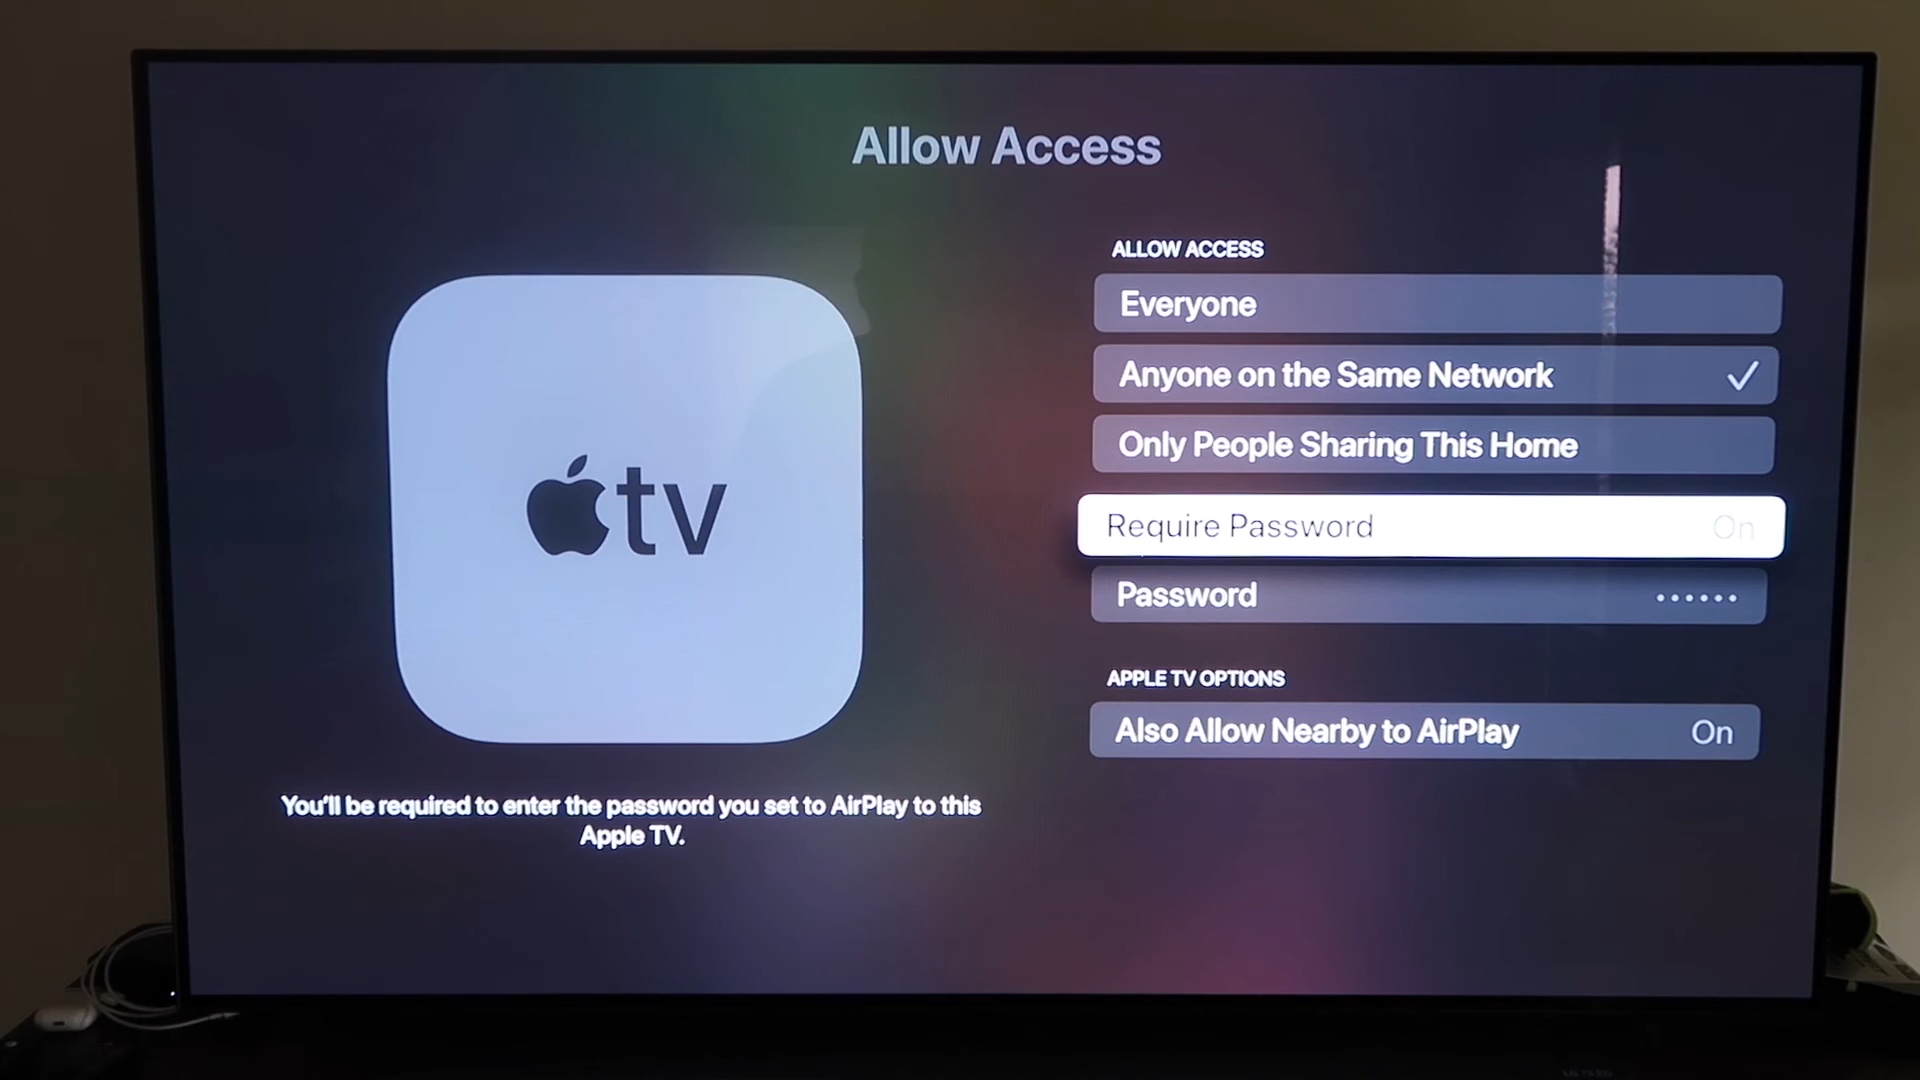 Allow Access
ALLOW ACCESS
Everyone
Anyone on the Same Network
Only People Sharing This Home
Require Password On
Password ······
APPLE TV OPTIONS
Also Allow Nearby to AirPlay On
tv
You'll be required to enter the password you set to AirPlay to this
Apple TV.